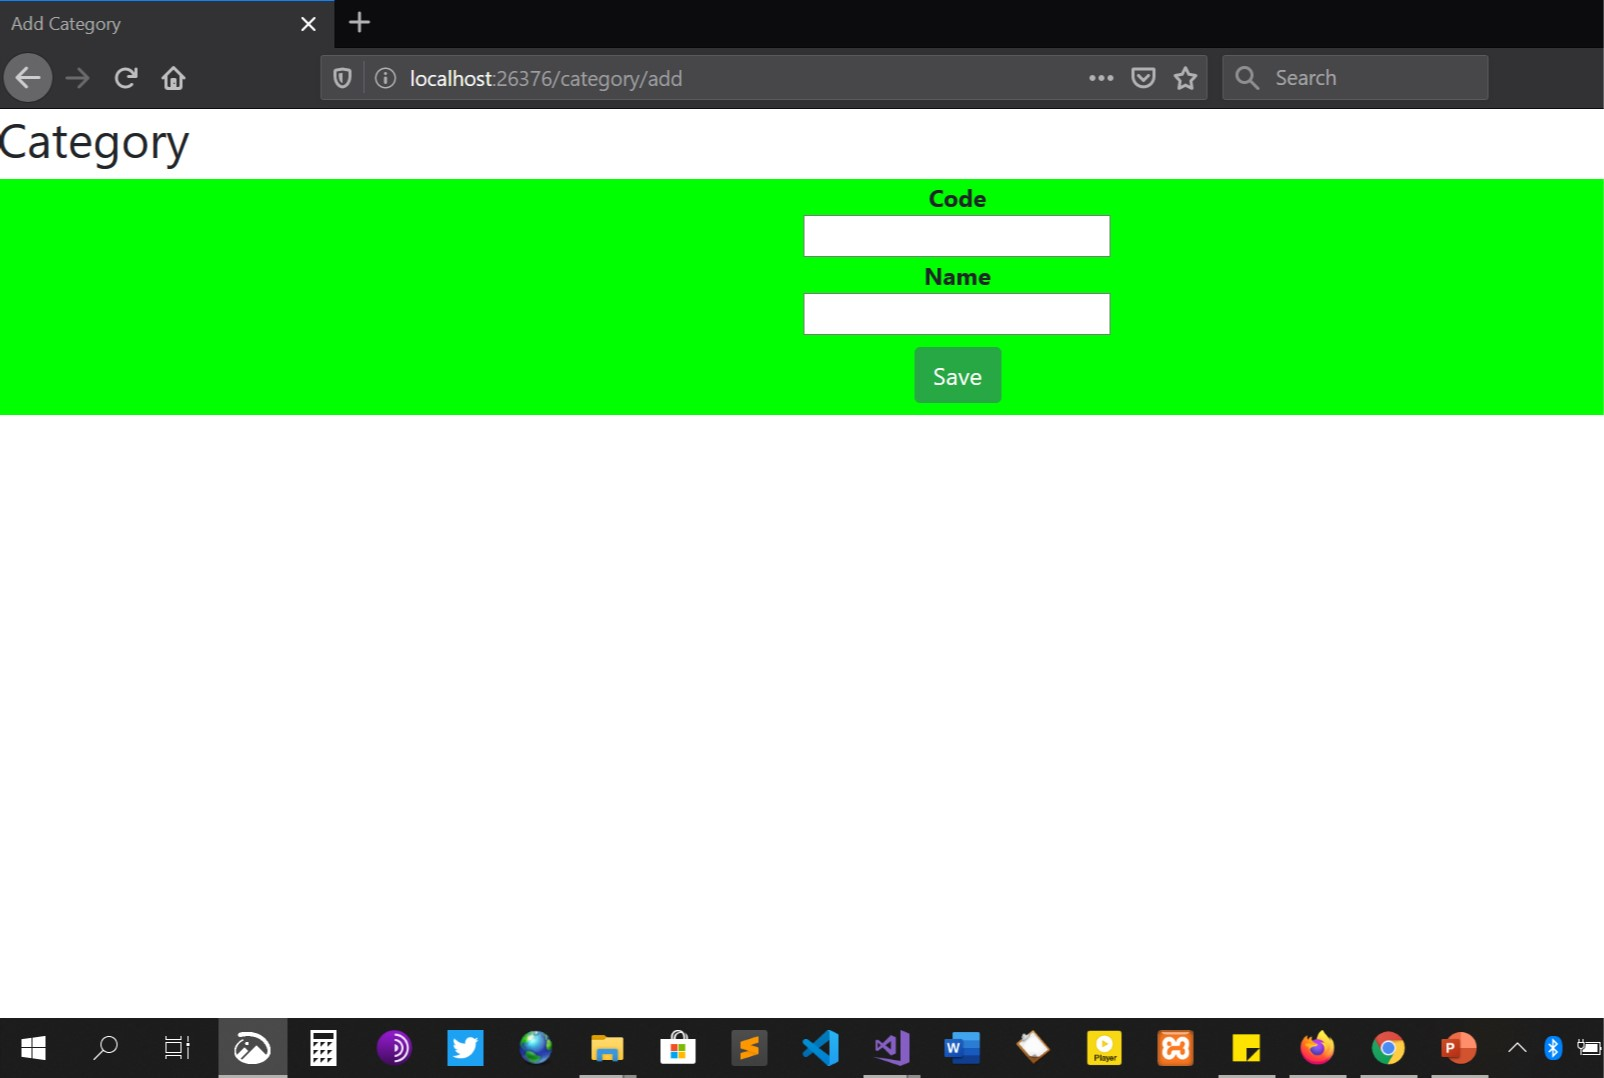 Add Category
localhost:26376/category/add
Search
Category
Code
Name
Save
W
Player
P